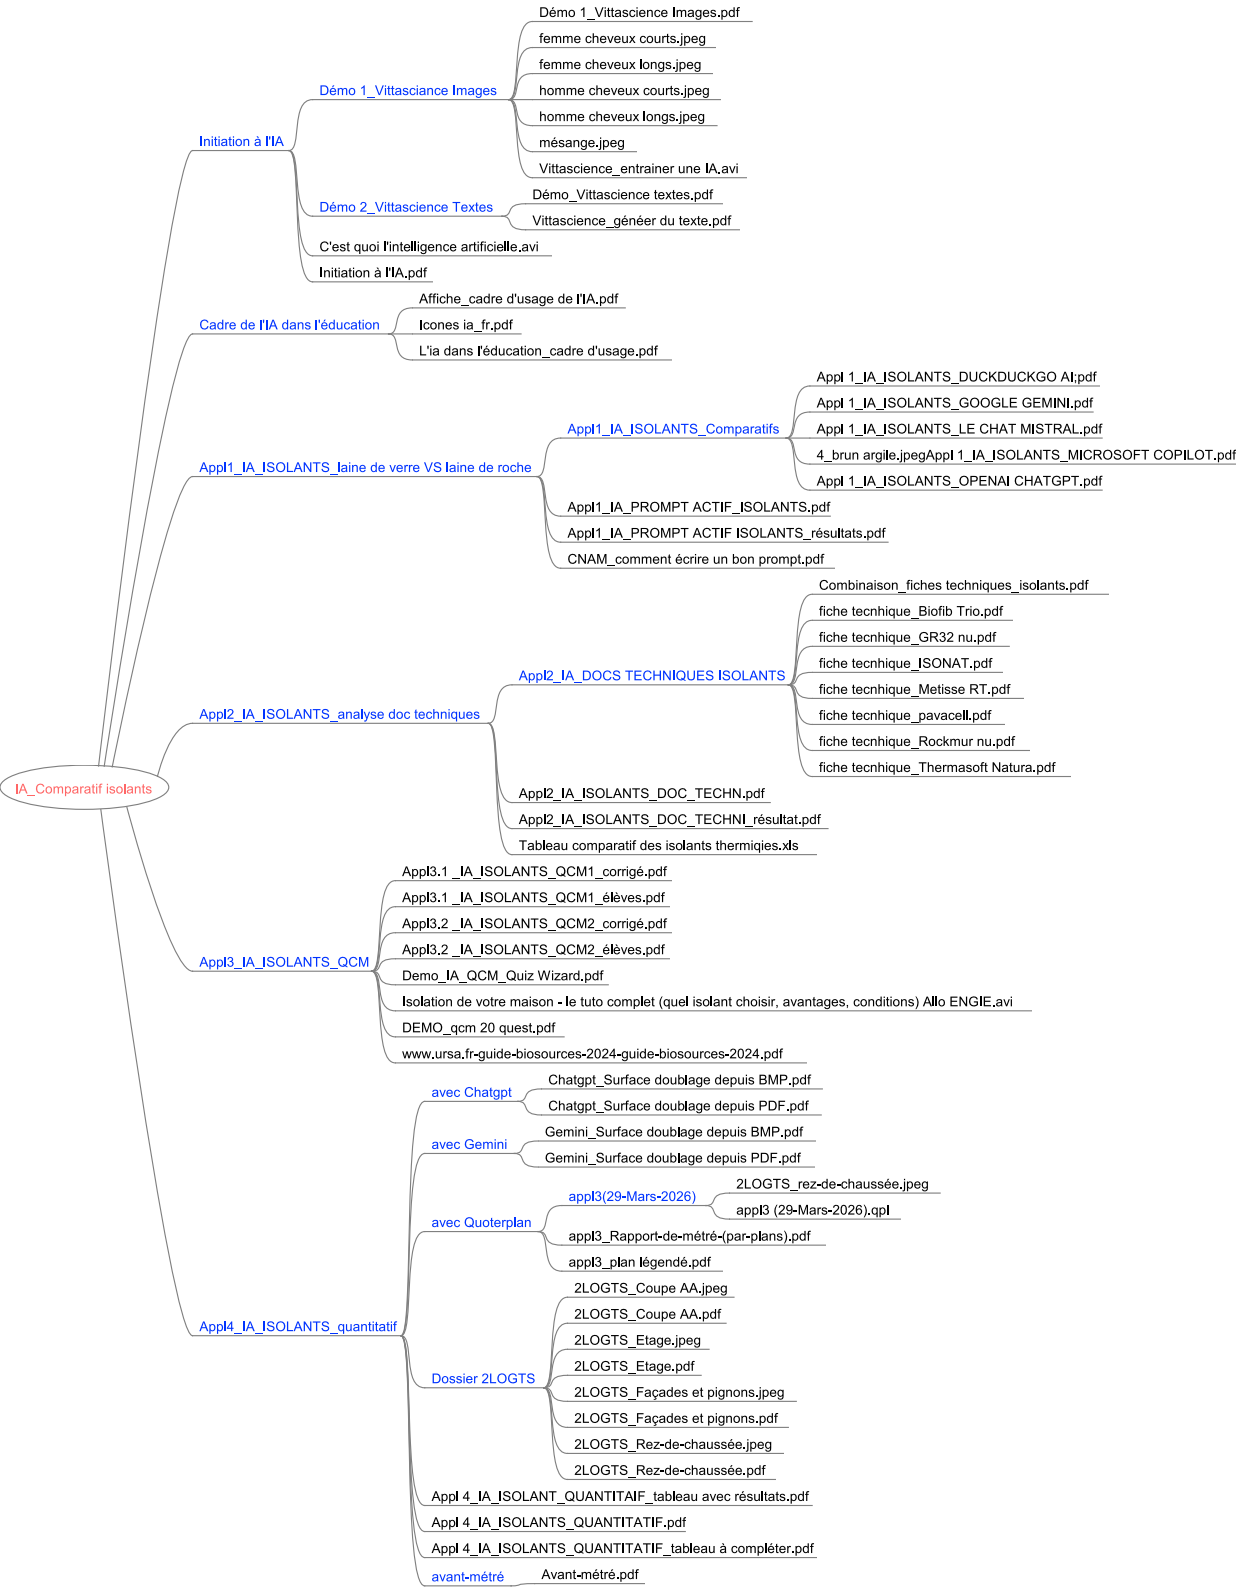 Démo 1_Vittascience Images.pdf
femme cheveux courts.jpeg
femme cheveux longs.jpeg
Démo 1_Vittasciance Images
homme cheveux courts.jpeg
homme cheveux longs.jpeg
Initiation à l'IA
mésange.jpeg
Vittascience_entrainer une IA.avi
Démo_Vittascience textes.pdf
Démo 2_Vittascience Textes
Vittascience_généer du texte.pdf
C'est quoi l'intelligence artificielle.avi
Initiation à l'IA.pdf
Affiche_cadre d'usage de l'IA.pdf
Cadre de l'IA dans l'éducation
Icones ia_fr.pdf
L'ia dans l'éducation_cadre d'usage.pdf
Appl 1_IA_ISOLANTS_DUCKDUCKGO AI;pdf
Appl 1_IA_ISOLANTS_GOOGLE GEMINI.pdf
Appl1_IA_ISOLANTS_Comparatifs
Appl 1_IA_ISOLANTS_LE CHAT MISTRAL.pdf
4_brun argile.jpegAppl 1_IA_ISOLANTS_MICROSOFT COPILOT.pdf
Appl1_IA_ISOLANTS_laine de verre VS laine de roche
Appl 1_IA_ISOLANTS_OPENAI CHATGPT.pdf
Appl1_IA_PROMPT ACTIF_ISOLANTS.pdf
Appl1_IA_PROMPT ACTIF ISOLANTS_résultats.pdf
CNAM_comment écrire un bon prompt.pdf
Combinaison_fiches techniques_isolants.pdf
fiche tecnhique_Biofib Trio.pdf
fiche tecnhique_GR32 nu.pdf
fiche tecnhique_ISONAT.pdf
Appl2_IA_DOCS TECHNIQUES ISOLANTS
fiche tecnhique_Metisse RT.pdf
Appl2_IA_ISOLANTS_analyse doc techniques
fiche tecnhique_pavacell.pdf
fiche tecnhique_Rockmur nu.pdf
fiche tecnhique_Thermasoft Natura.pdf
IA_Comparatif isolants
Appl2_IA_ISOLANTS_DOC_TECHN.pdf
Appl2_IA_ISOLANTS_DOC_TECHNI_résultat.pdf
Tableau comparatif des isolants thermiqies.xls
Appl3.1 _IA_ISOLANTS_QCM1_corrigé.pdf
Appl3.1 _IA_ISOLANTS_QCM1_élèves.pdf
Appl3.2 _IA_ISOLANTS_QCM2_corrigé.pdf
Appl3.2 _IA_ISOLANTS_QCM2_élèves.pdf
Appl3_IA_ISOLANTS_QCM
Demo_IA_QCM_Quiz Wizard.pdf
Isolation de votre maison - le tuto complet (quel isolant choisir, avantages, conditions) Allo ENGIE.avi
DEMO_qcm 20 quest.pdf
www.ursa.fr-guide-biosources-2024-guide-biosources-2024.pdf
Chatgpt_Surface doublage depuis BMP.pdf
avec Chatgpt
Chatgpt_Surface doublage depuis PDF.pdf
Gemini_Surface doublage depuis BMP.pdf
avec Gemini
Gemini_Surface doublage depuis PDF.pdf
2LOGTS_rez-de-chaussée.jpeg
appl3(29-Mars-2026)
appl3 (29-Mars-2026).qpl
avec Quoterplan
appl3_Rapport-de-métré-(par-plans).pdf
appl3_plan légendé.pdf
2LOGTS_Coupe AA.jpeg
2LOGTS_Coupe AA.pdf
Appl4_IA_ISOLANTS_quantitatif
2LOGTS_Etage.jpeg
2LOGTS_Etage.pdf
Dossier 2LOGTS
2LOGTS_Façades et pignons.jpeg
2LOGTS_Façades et pignons.pdf
2LOGTS_Rez-de-chaussée.jpeg
2LOGTS_Rez-de-chaussée.pdf
Appl 4_IA_ISOLANT_QUANTITAIF_tableau avec résultats.pdf
Appl 4_IA_ISOLANTS_QUANTITATIF.pdf
Appl 4_IA_ISOLANTS_QUANTITATIF_tableau à compléter.pdf
avant-métré
Avant-métré.pdf